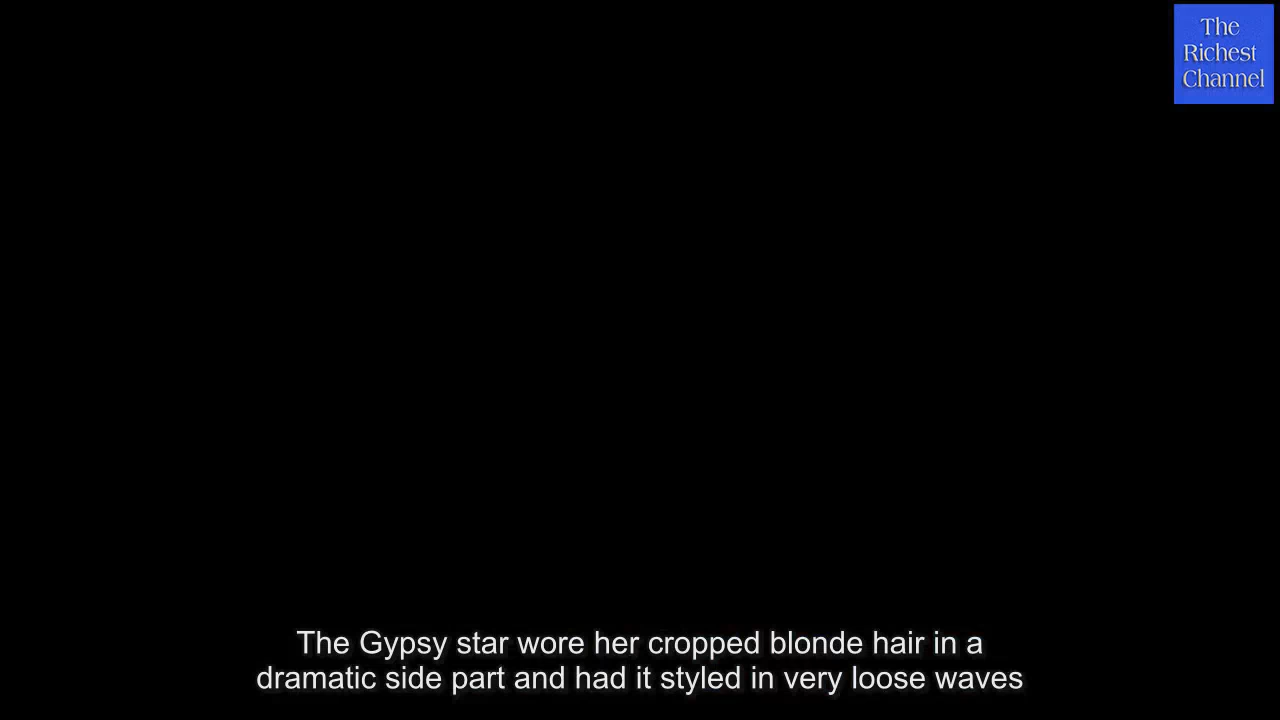 The
Richest
Channel
The Gypsy star wore her cropped blonde hair in a
dramatic side part and had it styled in very loose waves